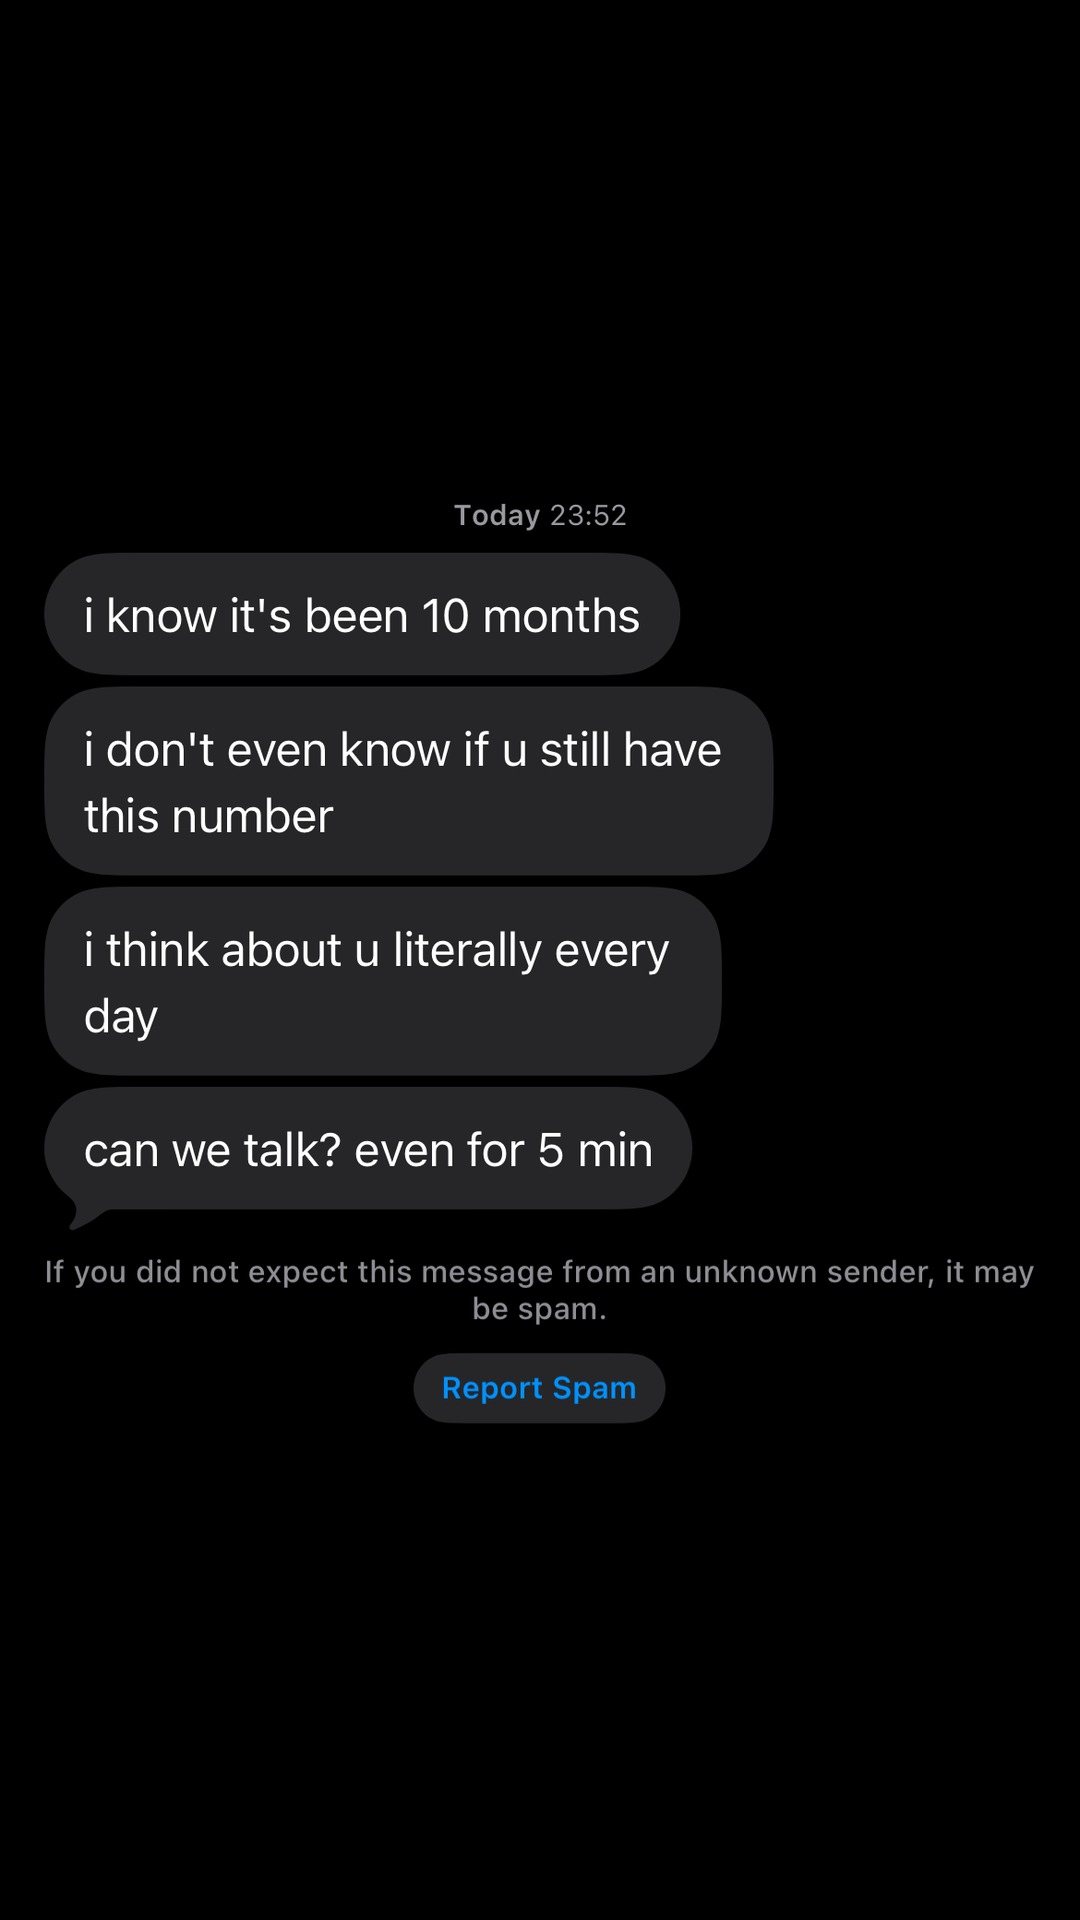 Today 23:52
i know it's been 10 months
i don't even know if u still have
this number
i think about u literally every
day
can we talk? even for 5 min
If you did not expect this message from an unknown sender, it may
be spam.
Report Spam